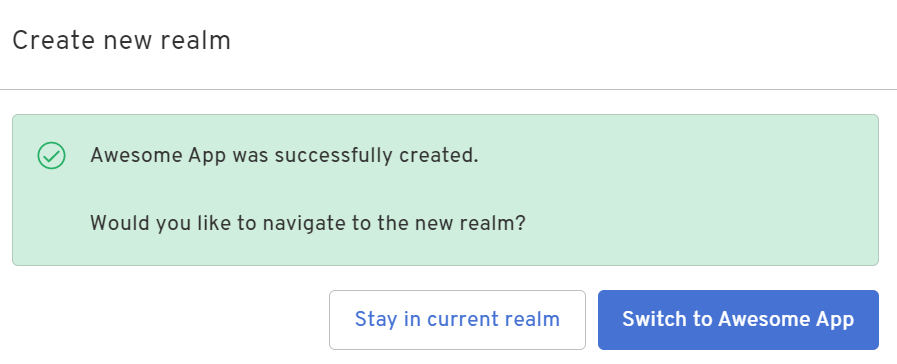 Create new realm
Awesome App was successfully created.
Would you like to navigate to the new realm?
Stay in current realm
Switch to Awesome App